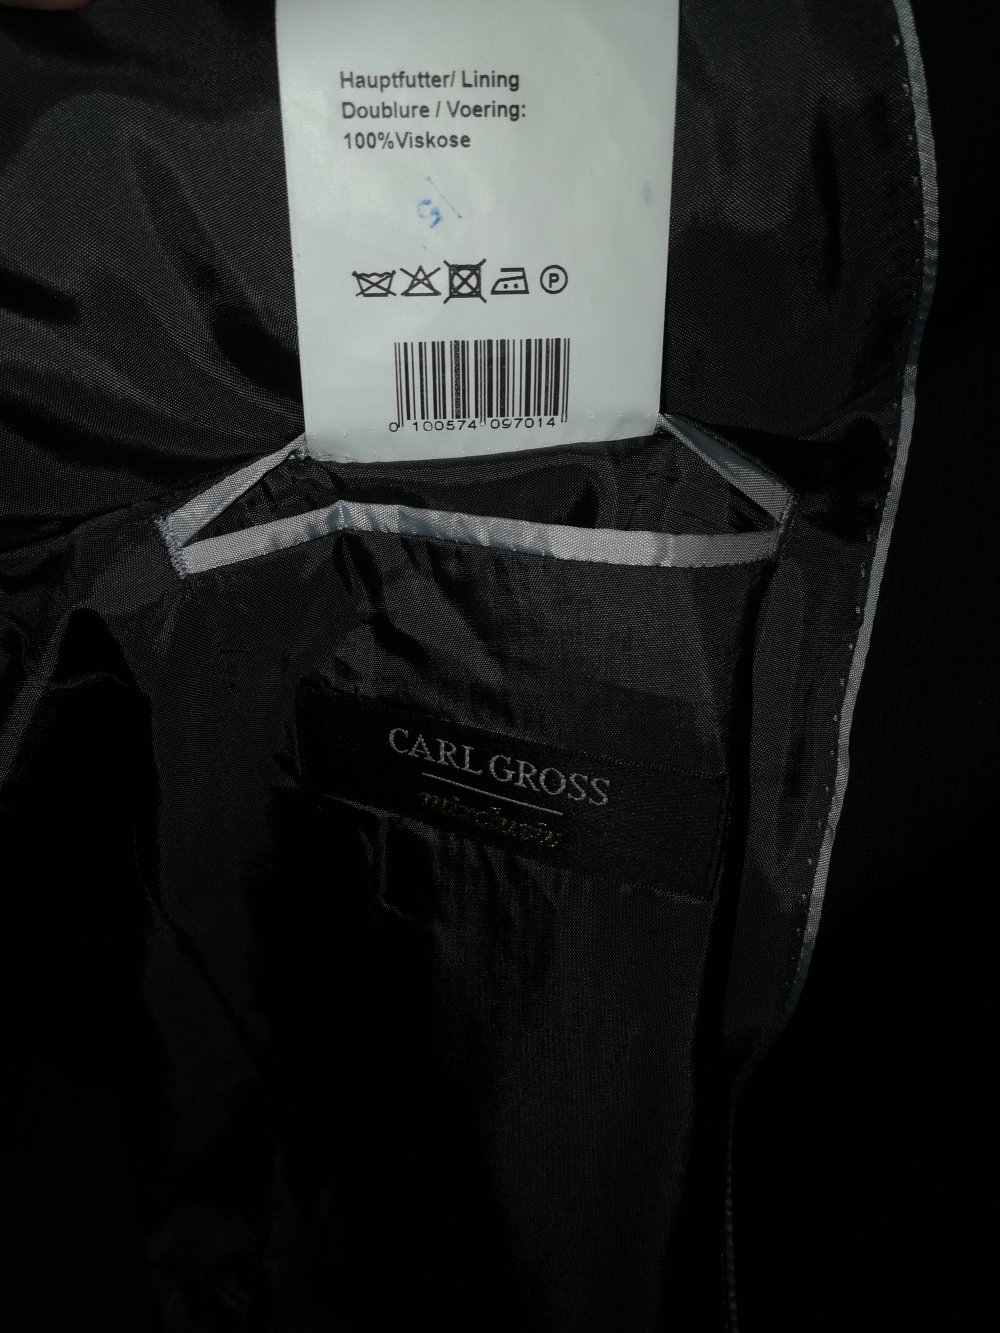 Hauptfutter/ Lining
Doublure / Voering:
100%Viskose
P
0 100574 097014
CARL GROSS